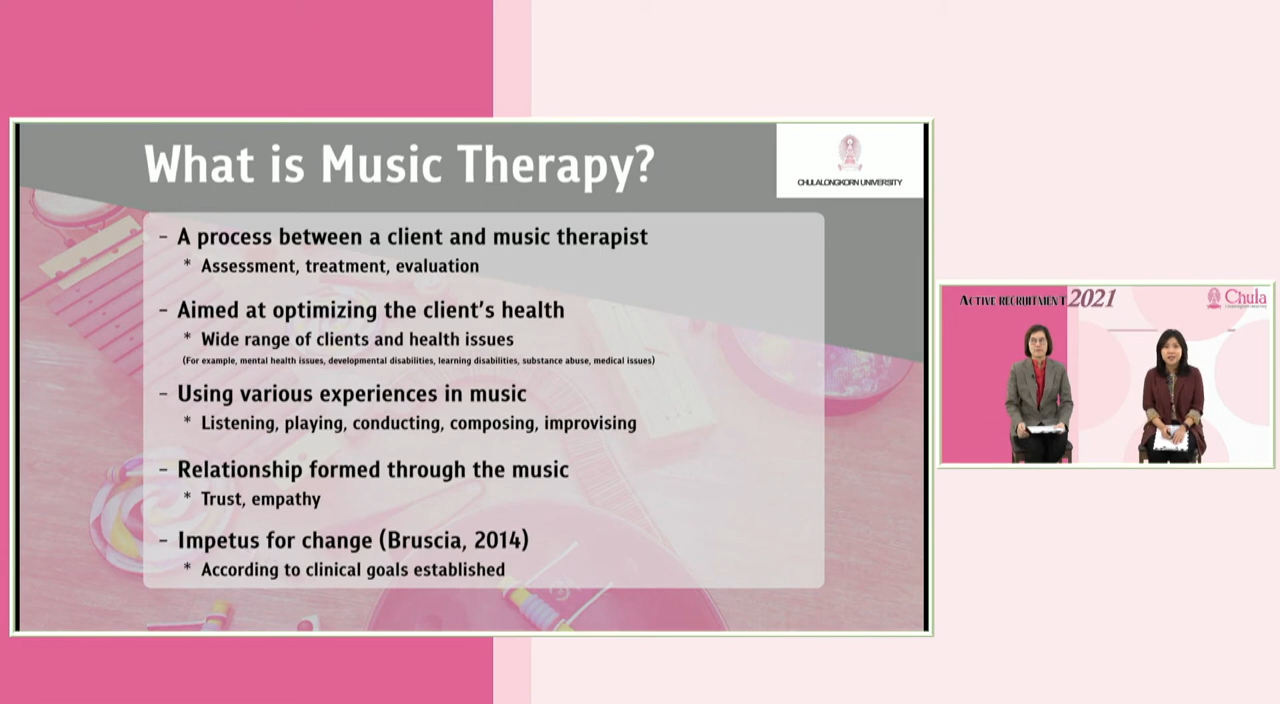 What is Music Therapy?
CHULALONGKORN UNIVERSITY
- A process between a client and music therapist
* Assessment, treatment, evaluation
- Aimed at optimizing the client's health
* Wide range of clients and health issues
(For example, mental health issues, developmental disabilities, learning disabilities, substance abuse, medical issues)
- Using various experiences in music
* Listening, playing, conducting, composing, improvising
- Relationship formed through the music
* Trust, empathy
- Impetus for change (Bruscia, 2014)
* According to clinical goals established
ACTIVE RECRUITMENT 2021
Chula